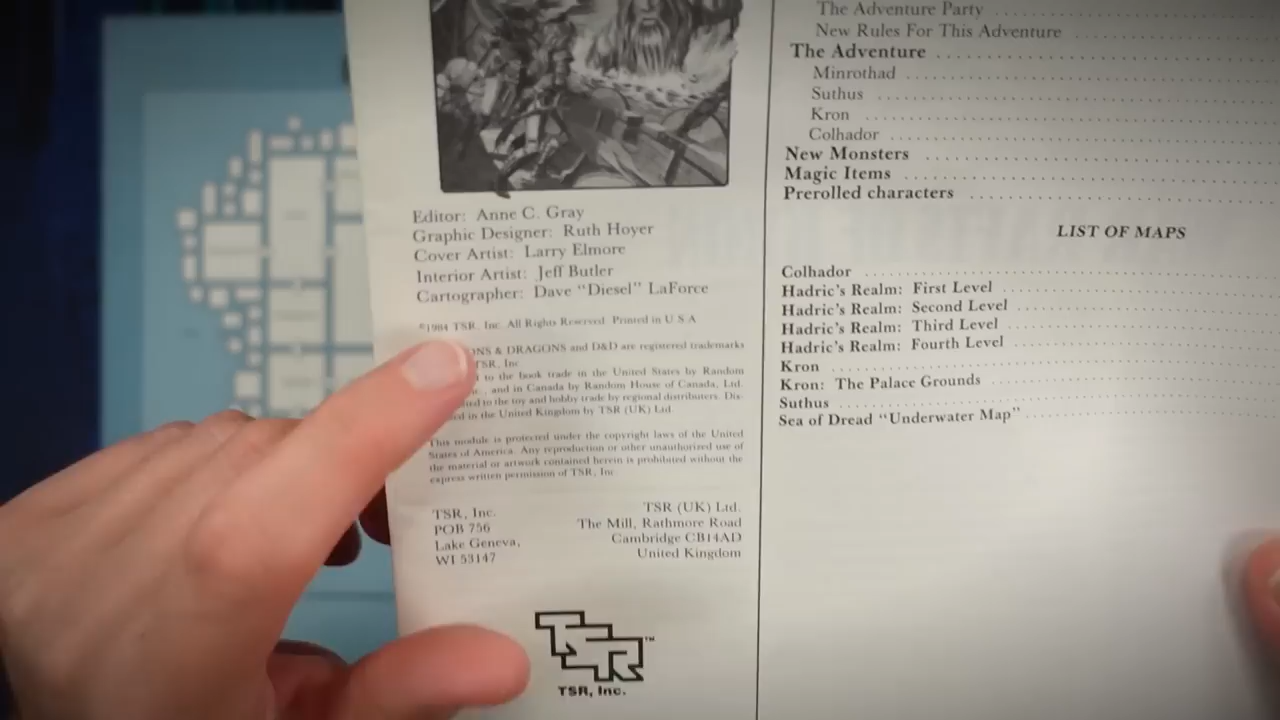 Editor: Anne C. Gray
Graphic Designer: Ruth Hoyer
Cover Artist: Larry Elmore
Interior Artist: Jeff Butler
Cartographer: Dave "Diesel" LaForce
©1984 TSR, Inc. All Rights Reserved. Printed in U S A
ONS & DRAGONS and D&D are registered trademarks
TSR, Inc
to the book trade in the United States by Random
and in Canada by Random House of Canada, Ltd.
to the toy and hobby trade by regional distributors. Dis-
in the United Kingdom by TSR (UK) Ltd.
This module is protected under the copyright laws of the United
States of America. Any reproduction or other unauthorized use of
the material or artwork contained herein is prohibited without the
express written permission of TSR, Inc
TSR, Inc.
POB 756
Lake Geneva,
WI 53147
TSR (UK) Ltd.
The Mill, Rathmore Road
Cambridge CB14AD
United Kingdom
TSR™
TSR, Inc.
The Adventure Party
New Rules For This Adventure
The Adventure
Minrothad
Suthus
Kron
Colhador
New Monsters
Magic Items
Prerolled characters
LIST OF MAPS
Colhador
Hadric's Realm: First Level
Hadric's Realm: Second Level
Hadric's Realm: Third Level
Hadric's Realm: Fourth Level
Kron
Kron: The Palace Grounds
Suthus
Sea of Dread "Underwater Map"